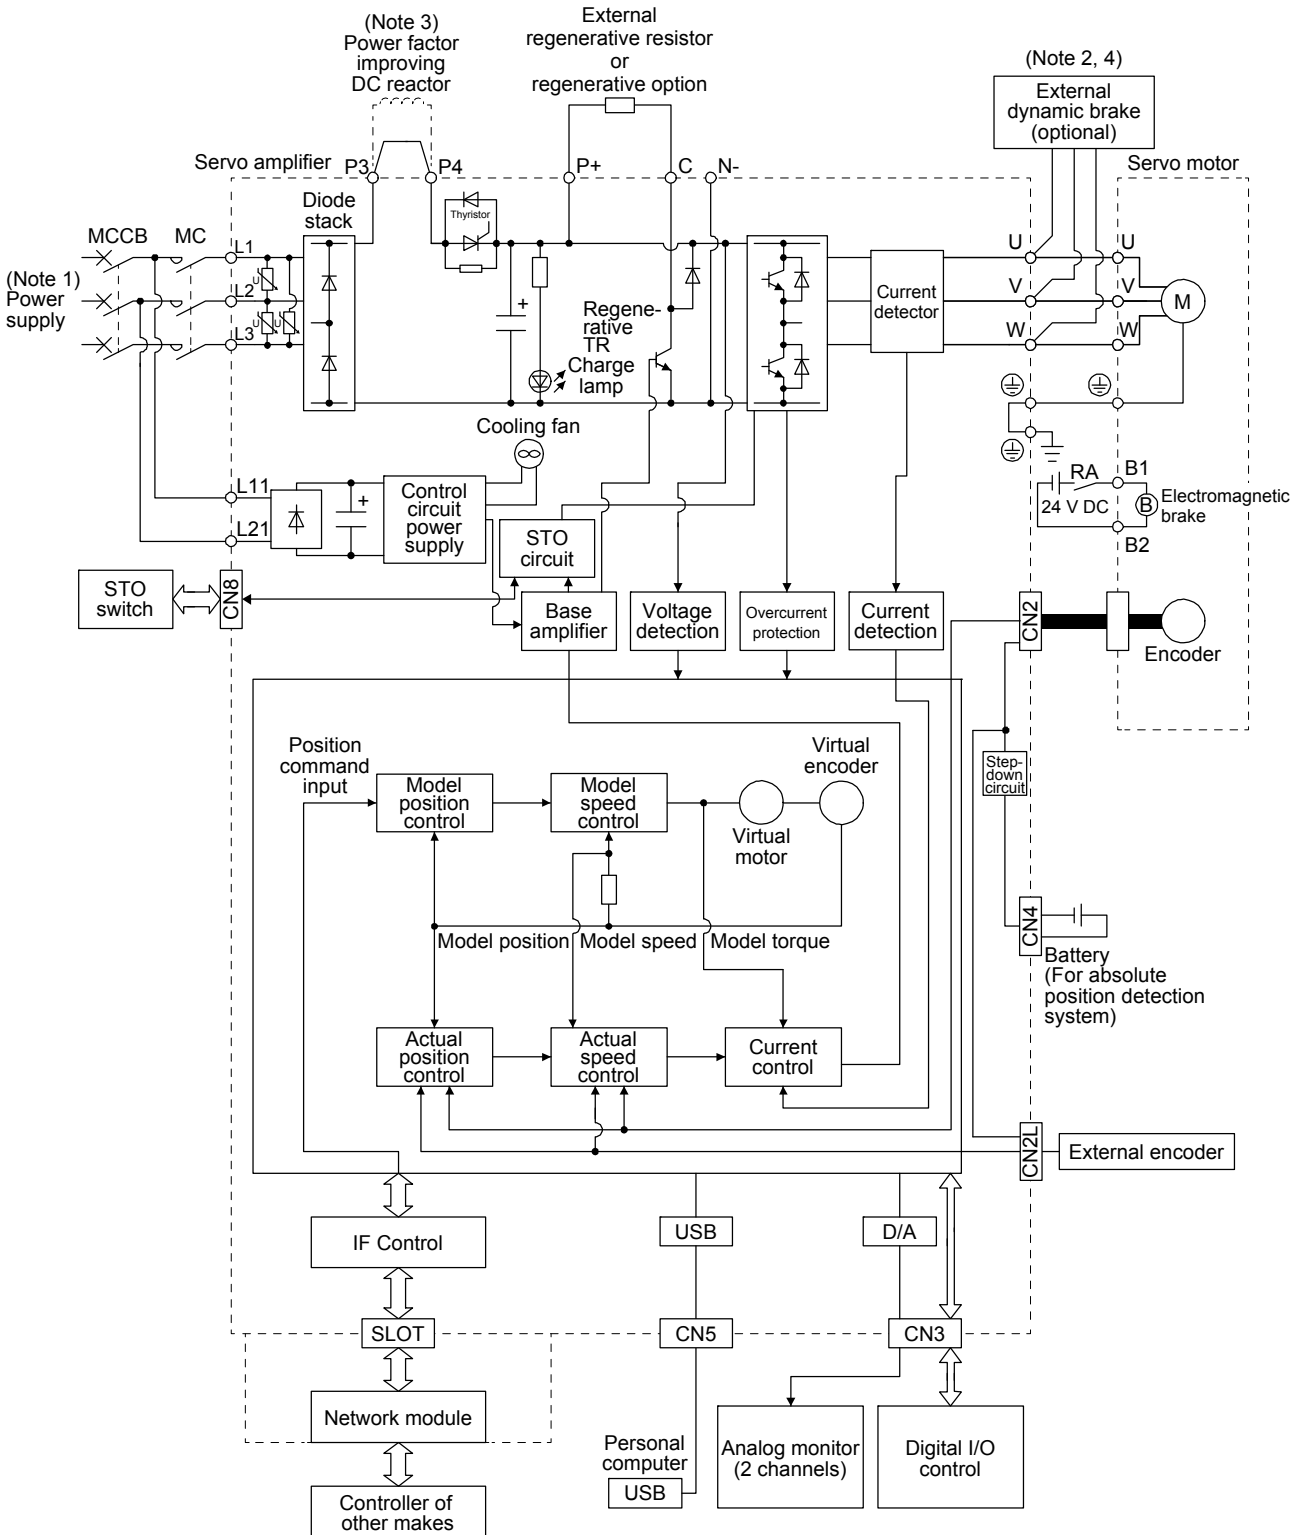 (Note 3)
Power factor
improving
DC reactor
External
regenerative resistor
or
regenerative option
(Note 2, 4)
External
dynamic brake
(optional)
Servo amplifier
P3
P4
P+
C
N-
Servo motor
Diode
stack
Thyristor
MCCB
MC
L1
L2
L3
(Note 1)
Power
supply
U
U
U
+
Regene-
rative
TR
Charge
lamp
Current
detector
U
V
W
U
V
W
M
Cooling fan
L11
L21
+
Control
circuit
power
supply
STO
circuit
RA
24 V DC
B1
B
B2
Electromagnetic
brake
STO
switch
CN8
Base
amplifier
Voltage
detection
Overcurrent
protection
Current
detection
CN2
Encoder
Step-
down
circuit
Position
command
input
Model
position
control
Model
speed
control
Virtual
motor
Virtual
encoder
Model position
Model speed
Model torque
CN4
Battery
(For absolute
position detection
system)
Actual
position
control
Actual
speed
control
Current
control
CN2L
External encoder
IF Control
USB
D/A
SLOT
CN5
CN3
Network module
Personal
computer
USB
Analog monitor
(2 channels)
Digital I/O
control
Controller of
other makes